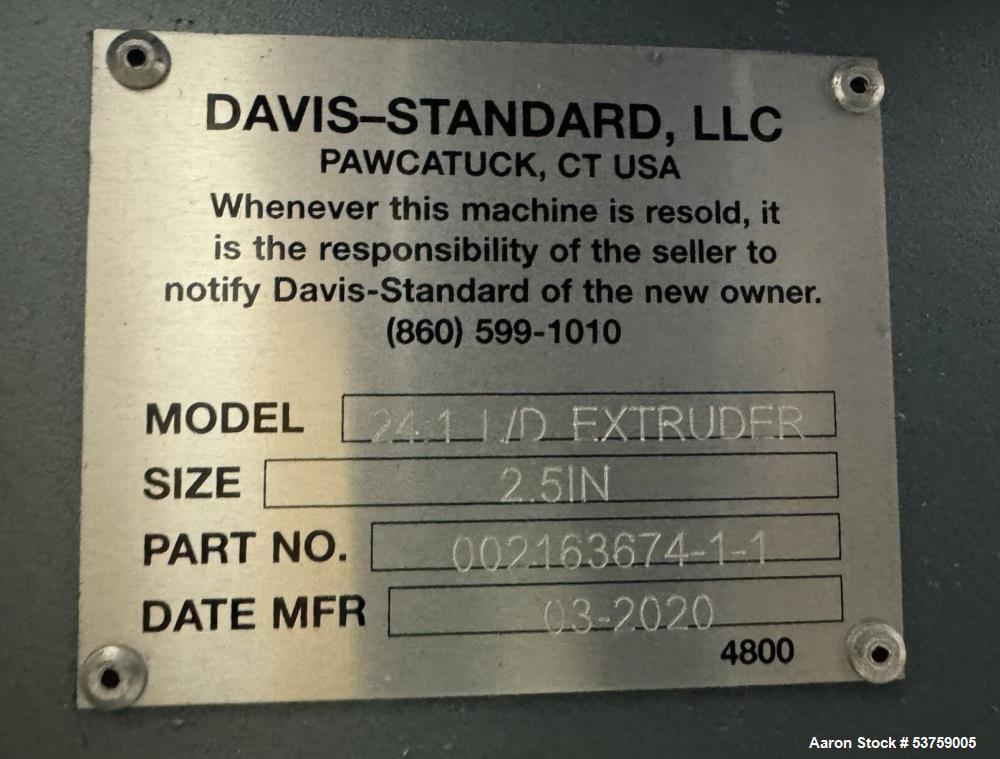 DAVIS–STANDARD, LLC
PAWCATUCK, CT USA
Whenever this machine is resold, it
is the responsibility of the seller to
notify Davis-Standard of the new owner.
(860) 599-1010
MODEL 24:1 L/D EXTRUDER
SIZE 2.5IN
PART NO. 002163674-1-1
DATE MFR 03-2020
4800
Aaron Stock # 53759005